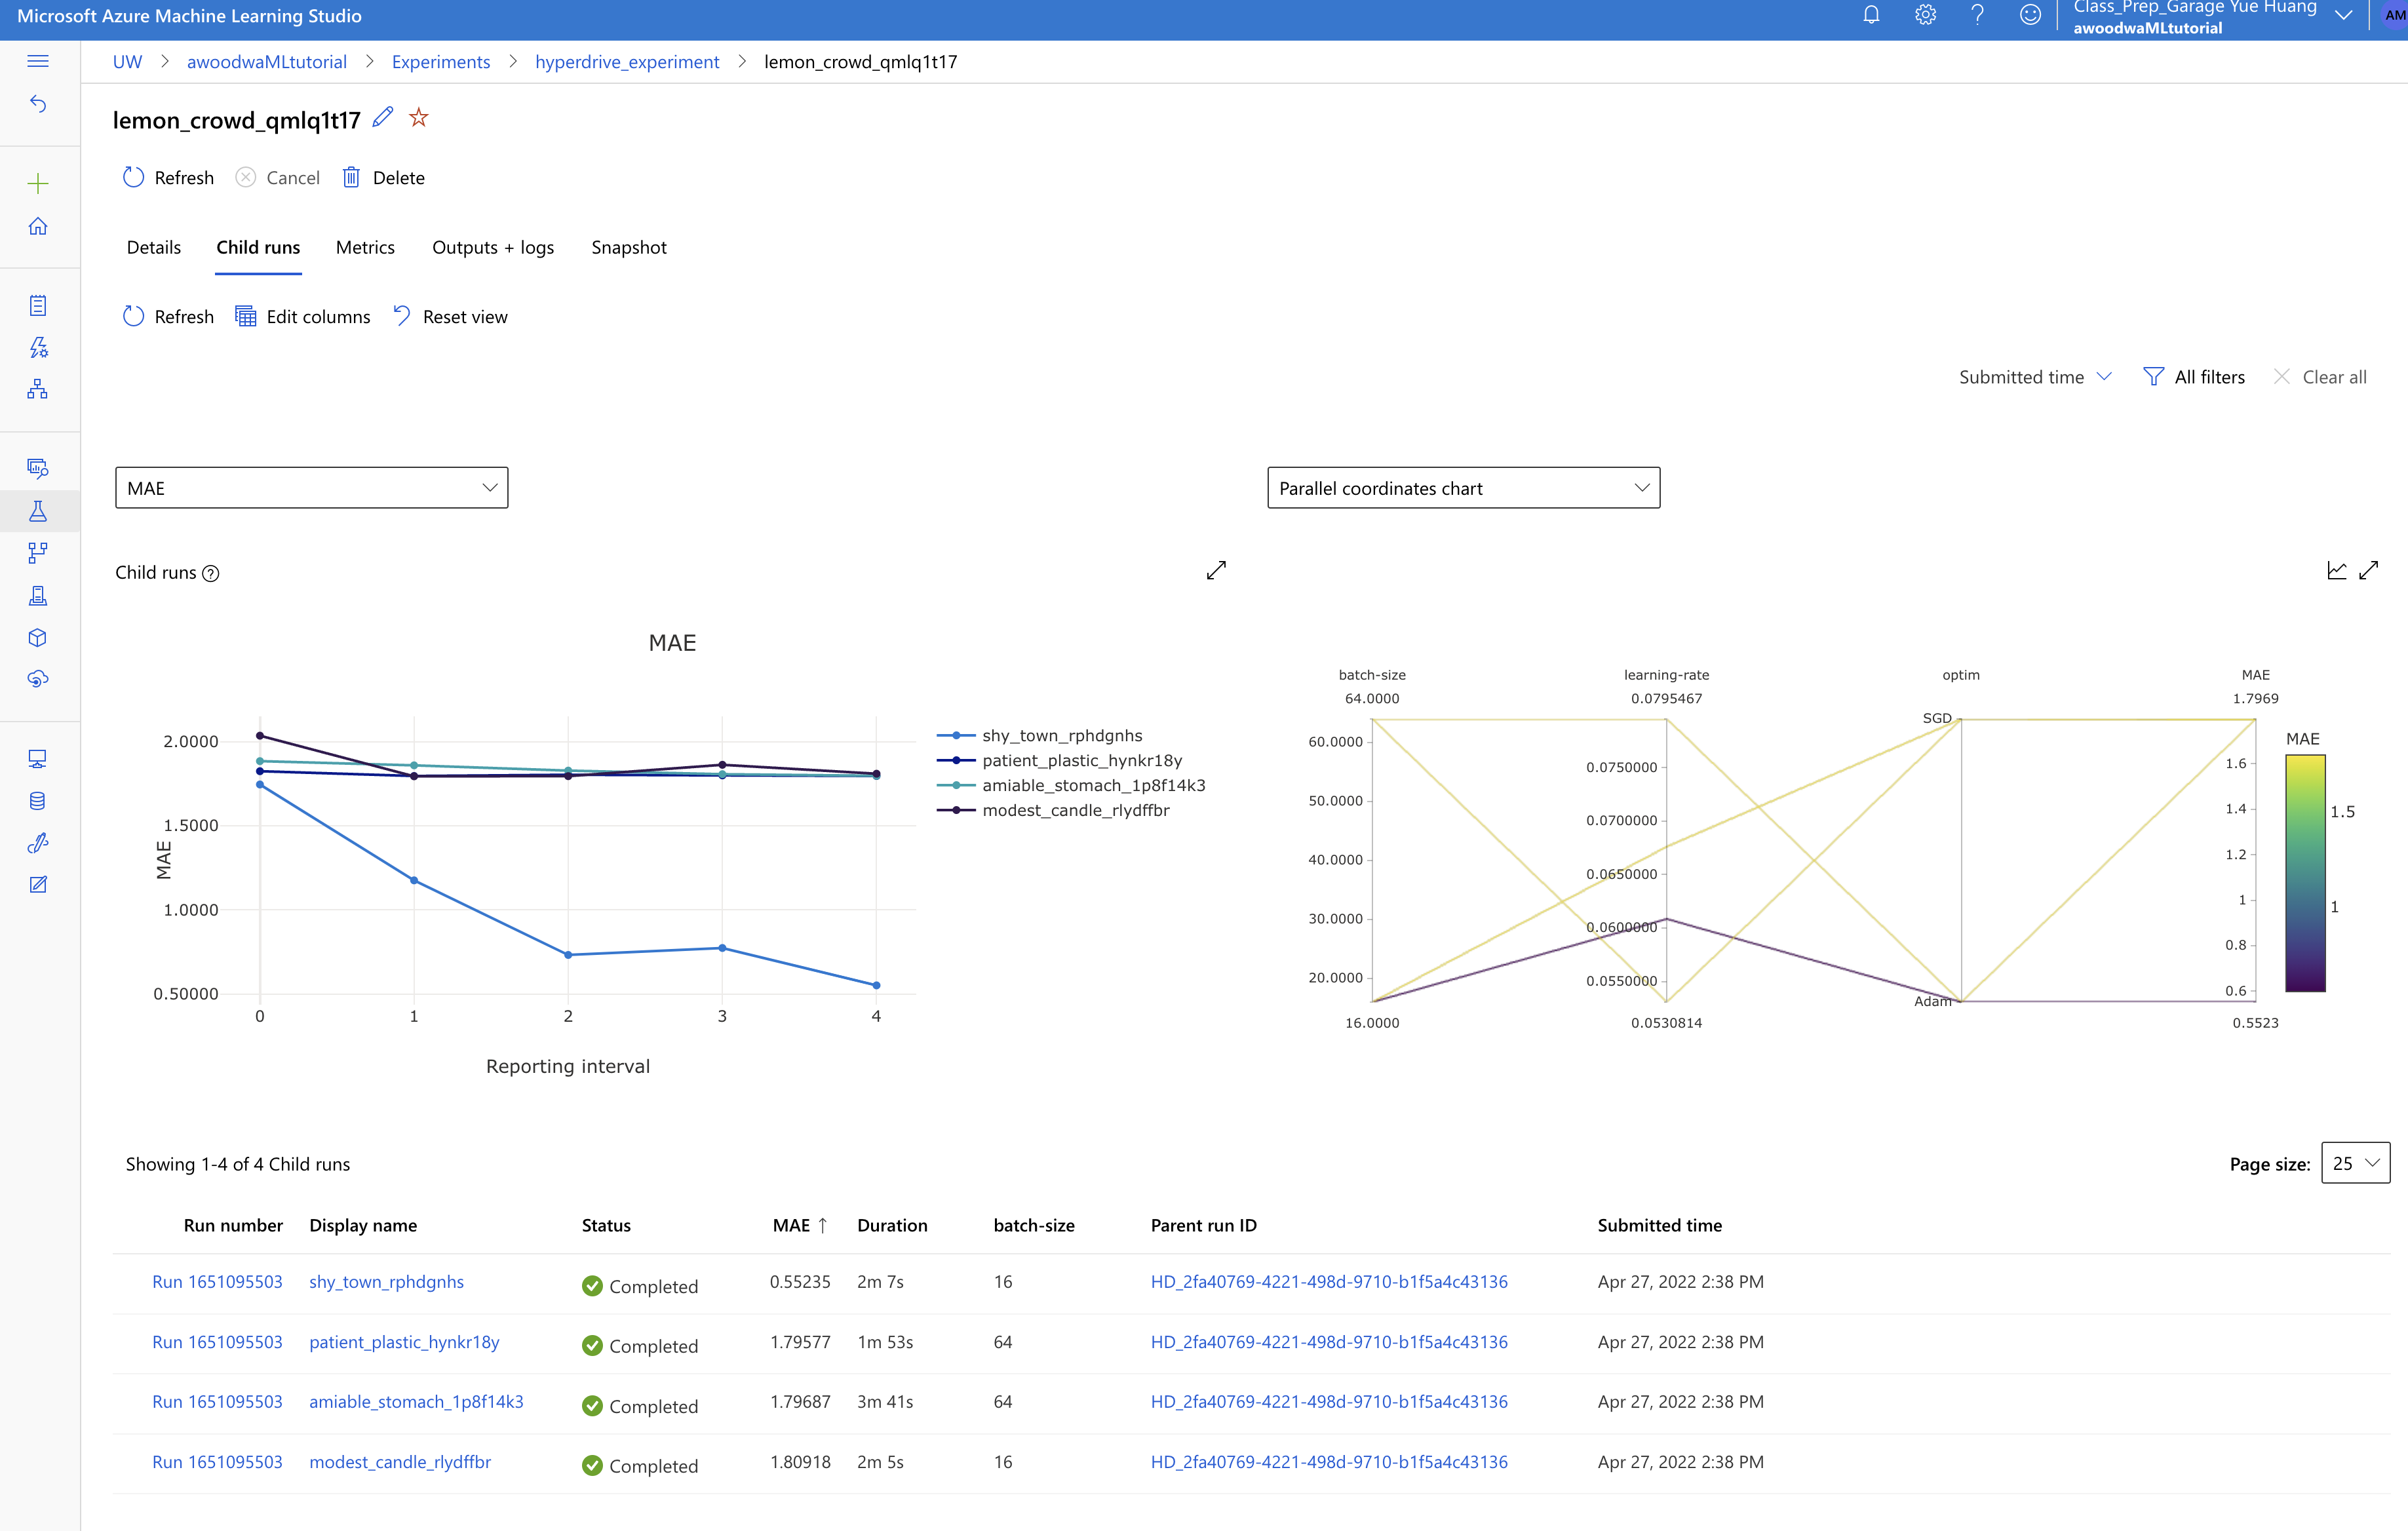 Microsoft Azure Machine Learning Studio
Class_Prep_Garage Yue Huang
awoodwaMLtutorial
AM
UW > awoodwaMLtutorial > Experiments > hyperdrive_experiment > lemon_crowd_qmlq1t17
lemon_crowd_qmlq1t17
Refresh Cancel Delete
Details Child runs Metrics Outputs + logs Snapshot
Refresh Edit columns Reset view
Submitted time All filters Clear all
MAE
Parallel coordinates chart
Child runs ?
MAE
2.0000
1.5000
1.0000
0.50000
MAE
0 1 2 3 4
Reporting interval
shy_town_rphdgnhs
patient_plastic_hynkr18y
amiable_stomach_1p8f14k3
modest_candle_rlydffbr
batch-size
64.0000
60.0000
50.0000
40.0000
30.0000
20.0000
16.0000
learning-rate
0.0795467
0.0750000
0.0700000
0.0650000
0.0600000
0.0550000
0.0530814
optim
SGD
Adam
MAE
1.7969
1.6
1.4
1.2
1
0.8
0.6
0.5523
MAE
1.5
1
Showing 1-4 of 4 Child runs
Page size: 25
Run number Display name Status MAE ↑ Duration batch-size Parent run ID Submitted time
Run 1651095503 shy_town_rphdgnhs Completed 0.55235 2m 7s 16 HD_2fa40769-4221-498d-9710-b1f5a4c43136 Apr 27, 2022 2:38 PM
Run 1651095503 patient_plastic_hynkr18y Completed 1.79577 1m 53s 64 HD_2fa40769-4221-498d-9710-b1f5a4c43136 Apr 27, 2022 2:38 PM
Run 1651095503 amiable_stomach_1p8f14k3 Completed 1.79687 3m 41s 64 HD_2fa40769-4221-498d-9710-b1f5a4c43136 Apr 27, 2022 2:38 PM
Run 1651095503 modest_candle_rlydffbr Completed 1.80918 2m 5s 16 HD_2fa40769-4221-498d-9710-b1f5a4c43136 Apr 27, 2022 2:38 PM